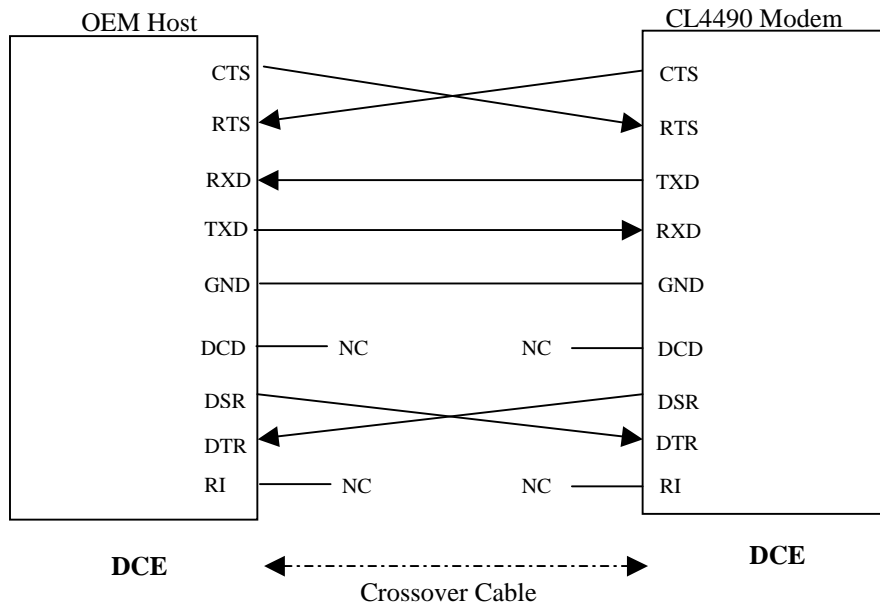 OEM Host
CL4490 Modem
CTS
CTS
RTS
RTS
RXD
TXD
TXD
RXD
GND
GND
DCD
NC
NC
DCD
DSR
DSR
DTR
DTR
RI
NC
NC
RI
DCE
DCE
Crossover Cable